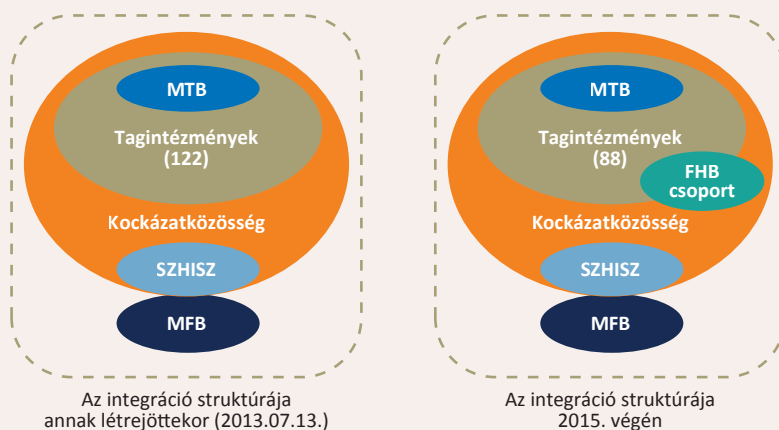 MTB
Tagintézmények
(122)
Kockázatközösség
SZHISZ
MFB
Az integráció struktúrája
annak létrejöttekor (2013.07.13.)
MTB
Tagintézmények
(88)
FHB
csoport
Kockázatközösség
SZHISZ
MFB
Az integráció struktúrája
2015. végén